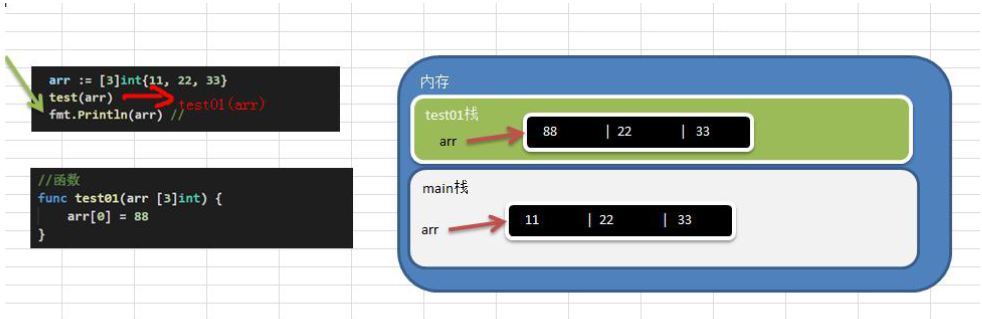 arr := [3]int{11, 22, 33}
test(arr)
test01(arr)
fmt.Println(arr) //
//函数
func test01(arr [3]int) {
arr[0] = 88
}
内存
test01栈
arr
88 | 22 | 33
main栈
arr
11 | 22 | 33